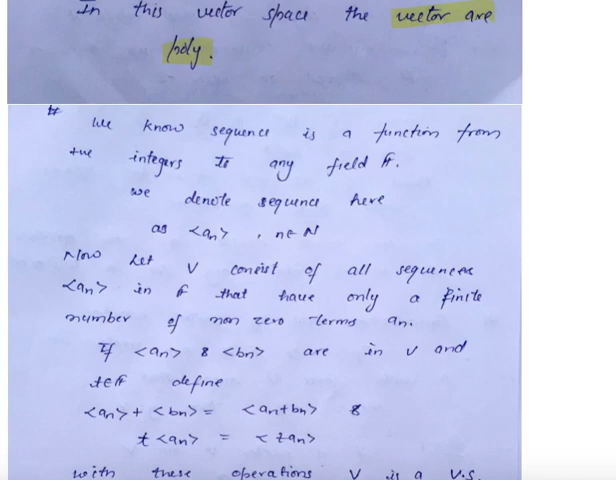 In this vector space the vector are
poly.
# We know sequence is a function from
+ve integers to any field F.
we denote sequence here
as <an> , n∈N
Now Let V consist of all sequences
<an> in F that have only a finite
number of non zero terms an.
If <an> & <bn> are in V and
t∈F define
<an> + <bn> = <an+bn> &
t <an> = <tan>
with these operations V is a V.S.